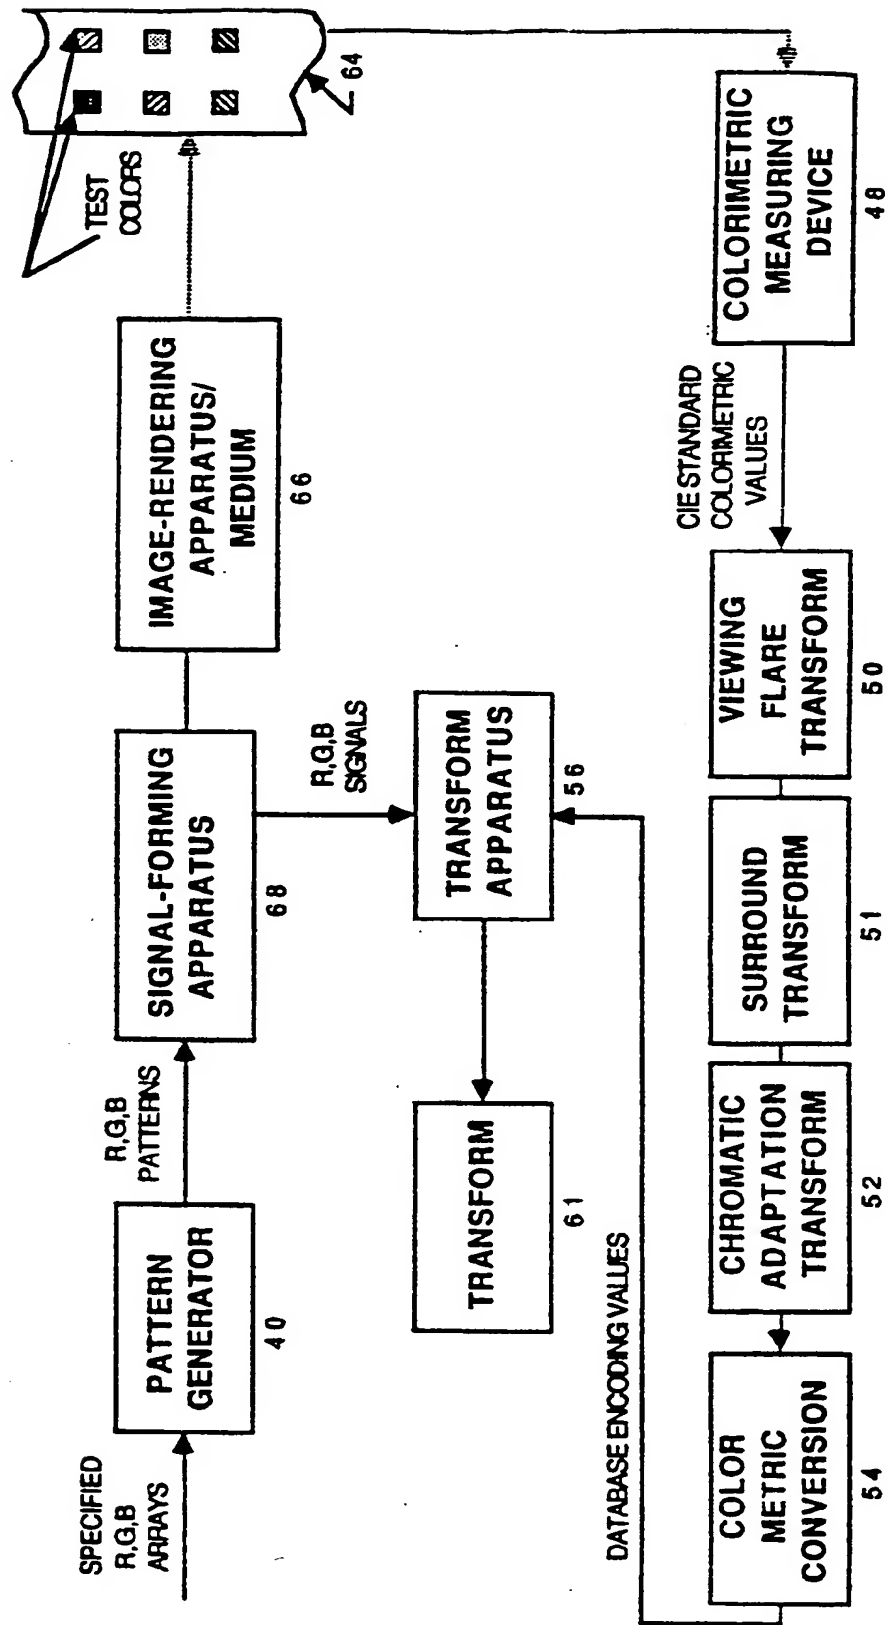 SPECIFIED
R,G,B
ARRAYS
PATTERN
GENERATOR
40
R,G,B
PATTERNS
SIGNAL-FORMING
APPARATUS
68
IMAGE-RENDERING
APPARATUS/
MEDIUM
66
TEST
COLORS
64
R,G,B
SIGNALS
TRANSFORM
APPARATUS
56
TRANSFORM
61
DATABASE ENCODING VALUES
COLOR
METRIC
CONVERSION
54
CHROMATIC
ADAPTATION
TRANSFORM
52
SURROUND
TRANSFORM
51
VIEWING
FLARE
TRANSFORM
50
CIE STANDARD
COLORIMETRIC
VALUES
COLORIMETRIC
MEASURING
DEVICE
48